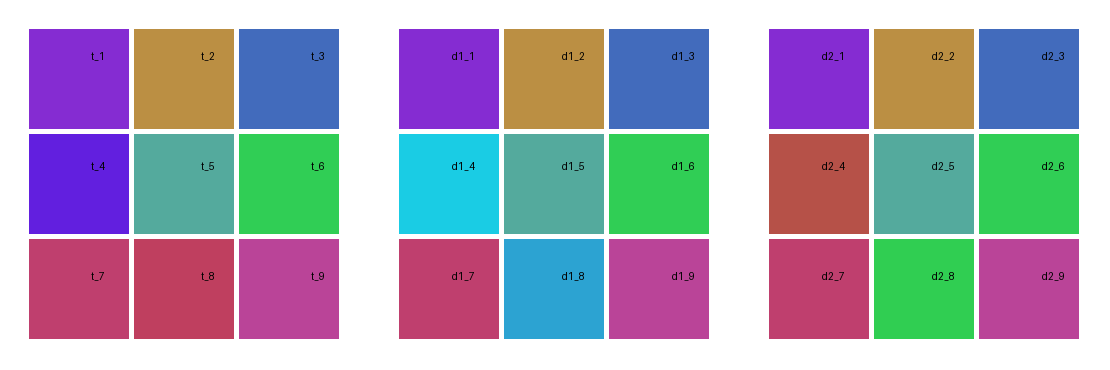 t_1 t_2 t_3 d1_1 d1_2 d1_3 d2_1 d2_2 d2_3
t_4 t_5 t_6 d1_4 d1_5 d1_6 d2_4 d2_5 d2_6
t_7 t_8 t_9 d1_7 d1_8 d1_9 d2_7 d2_8 d2_9